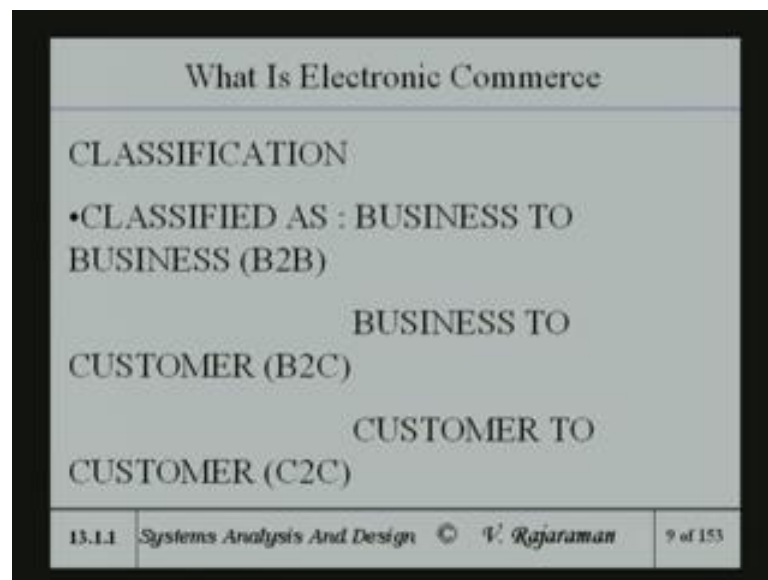 What Is Electronic Commerce
CLASSIFICATION
•CLASSIFIED AS : BUSINESS TO
BUSINESS (B2B)
BUSINESS TO
CUSTOMER (B2C)
CUSTOMER TO
CUSTOMER (C2C)
13.1.1 Systems Analysis And Design © V. Rajaraman 9 of 153